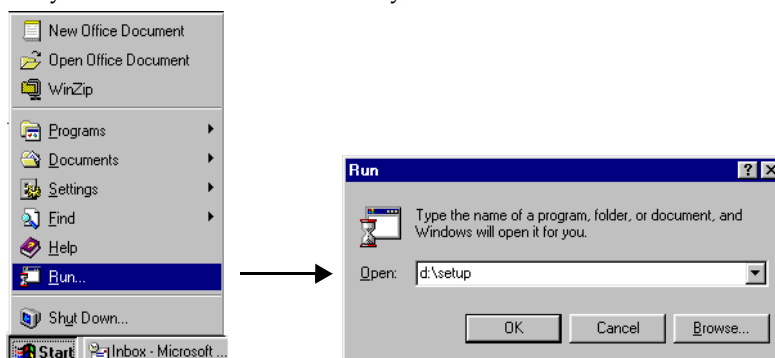 New Office Document
Open Office Document
WinZip
Programs
Documents
Settings
Find
Help
Run...
Shut Down...
Start Inbox - Microsoft ...
Run
Type the name of a program, folder, or document, and
Windows will open it for you.
Open: d:\setup
OK Cancel Browse...